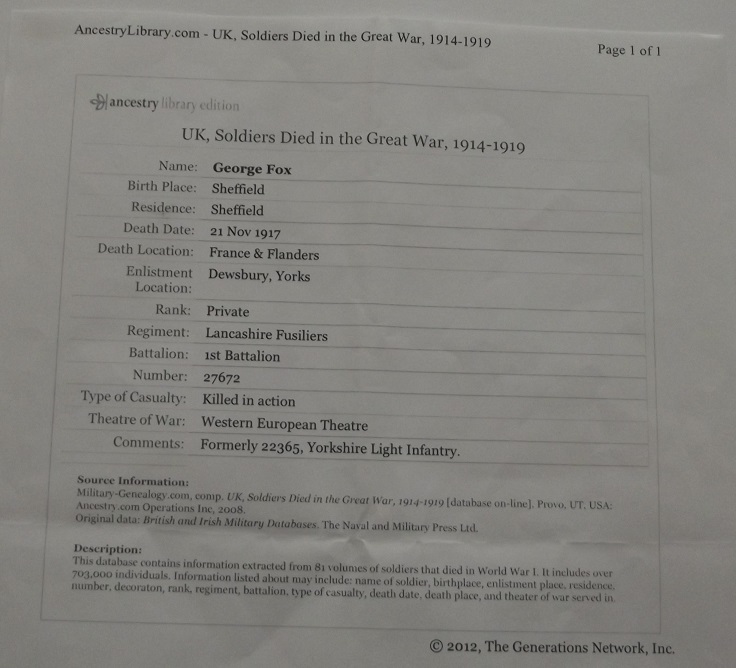 AncestryLibrary.com - UK, Soldiers Died in the Great War, 1914-1919
Page 1 of 1
ancestry library edition
UK, Soldiers Died in the Great War, 1914-1919
Name: George Fox
Birth Place: Sheffield
Residence: Sheffield
Death Date: 21 Nov 1917
Death Location: France & Flanders
Enlistment Location: Dewsbury, Yorks
Rank: Private
Regiment: Lancashire Fusiliers
Battalion: 1st Battalion
Number: 27672
Type of Casualty: Killed in action
Theatre of War: Western European Theatre
Comments: Formerly 22365, Yorkshire Light Infantry.
Source Information:
Military-Genealogy.com, comp. UK, Soldiers Died in the Great War, 1914-1919 [database on-line]. Provo, UT, USA:
Ancestry.com Operations Inc, 2008.
Original data: British and Irish Military Databases. The Naval and Military Press Ltd.
Description:
This database contains information extracted from 81 volumes of soldiers that died in World War I. It includes over
703,000 individuals. Information listed about may include: name of soldier, birthplace, enlistment place, residence,
number, decoraton, rank, regiment, battalion, type of casualty, death date, death place, and theater of war served in.
© 2012, The Generations Network, Inc.